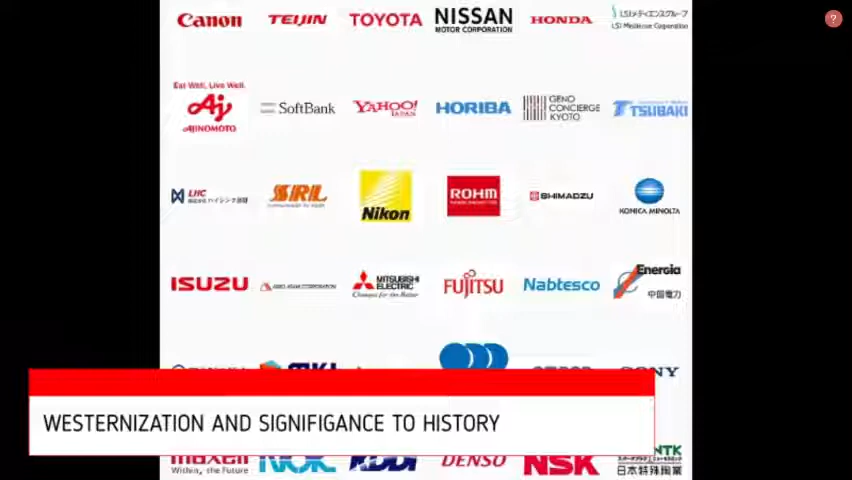 Canon TEIJIN TOYOTA NISSAN HONDA LSIメディエンスグループ
MOTOR CORPORATION LSI Medience Corporation
Eat Well, Live Well.
AJINOMOTO SoftBank YAHOO! JAPAN HORIBA GENO CONCIERGE KYOTO TSUBAKI
LHC SRL Nikon ROHM SHIMADZU KONICA MINOLTA
ISUZU MITSUBISHI ELECTRIC FUJITSU Nabtesco Energia
Changes for the Better 中国電力
SONY
WESTERNIZATION AND SIGNIFIGANCE TO HISTORY
maxell NOK KDDI DENSO NSK NTK
Within, the Future 日本特殊陶業